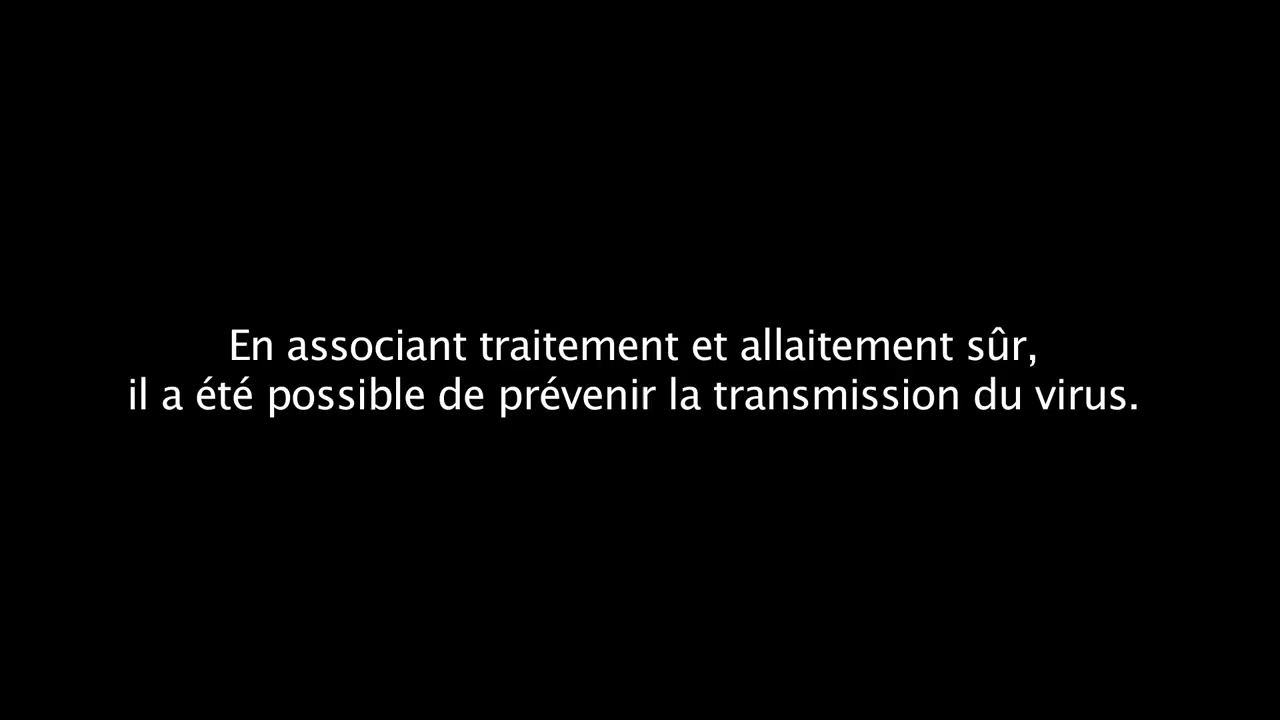 En associant traitement et allaitement sûr,
il a été possible de prévenir la transmission du virus.